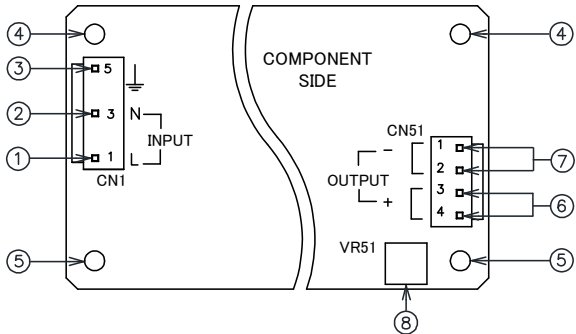 ④
④
③
②
①
⑤
5
3
1
N
INPUT
L
CN1
COMPONENT
SIDE
CN51
1
2
3
4
−
OUTPUT
+
⑦
⑥
VR51
⑤
⑧